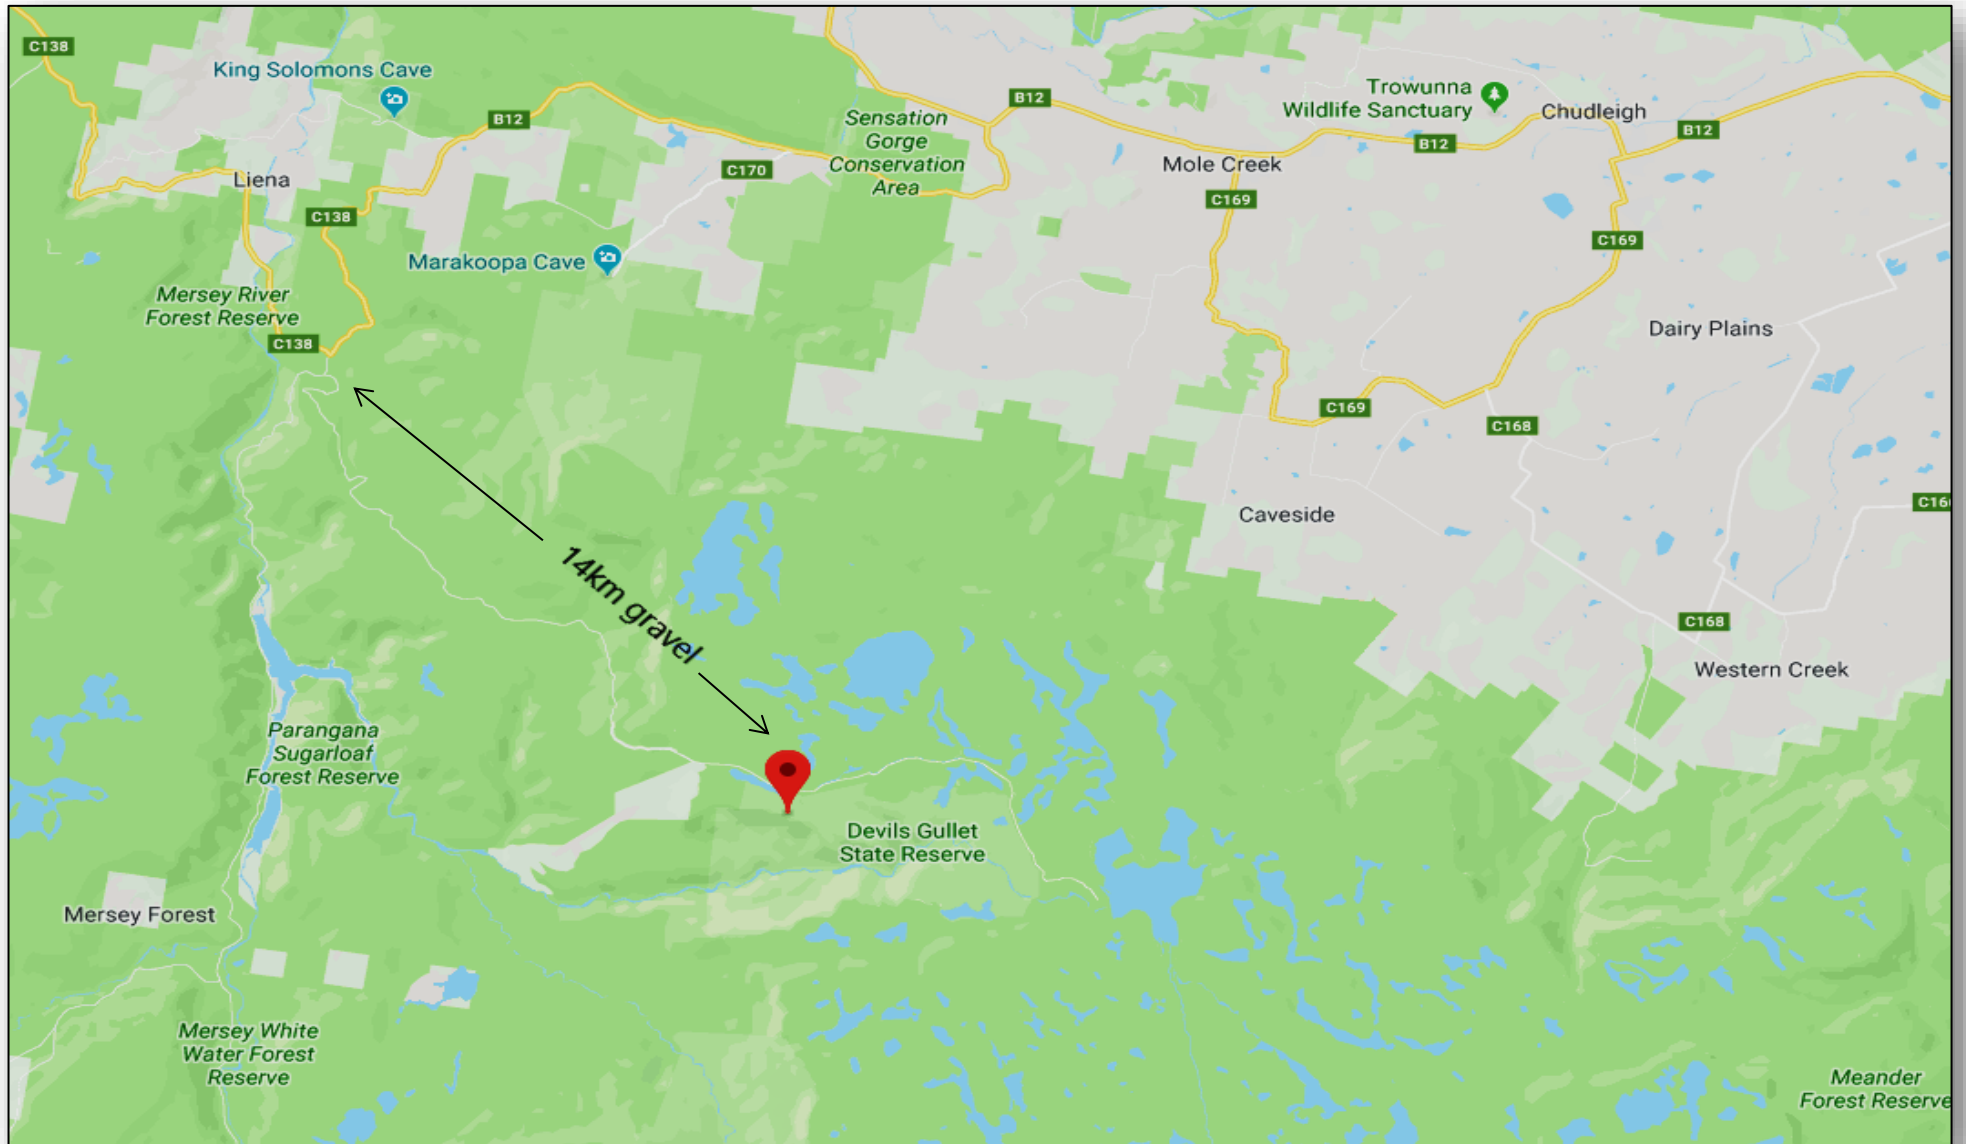 C138
King Solomons Cave
B12
Sensation
Gorge
Conservation
Area
B12
Trowunna
Wildlife Sanctuary
Chudleigh
B12
B12
Mole Creek
C170
Liena
C169
C138
C169
Marakoopa Cave
Mersey River
Forest Reserve
C138
Dairy Plains
C169
C168
C16
Caveside
14km gravel
C168
Western Creek
Parangana
Sugarloaf
Forest Reserve
Devils Gullet
State Reserve
Mersey Forest
Mersey White
Water Forest
Reserve
Meander
Forest Reserve